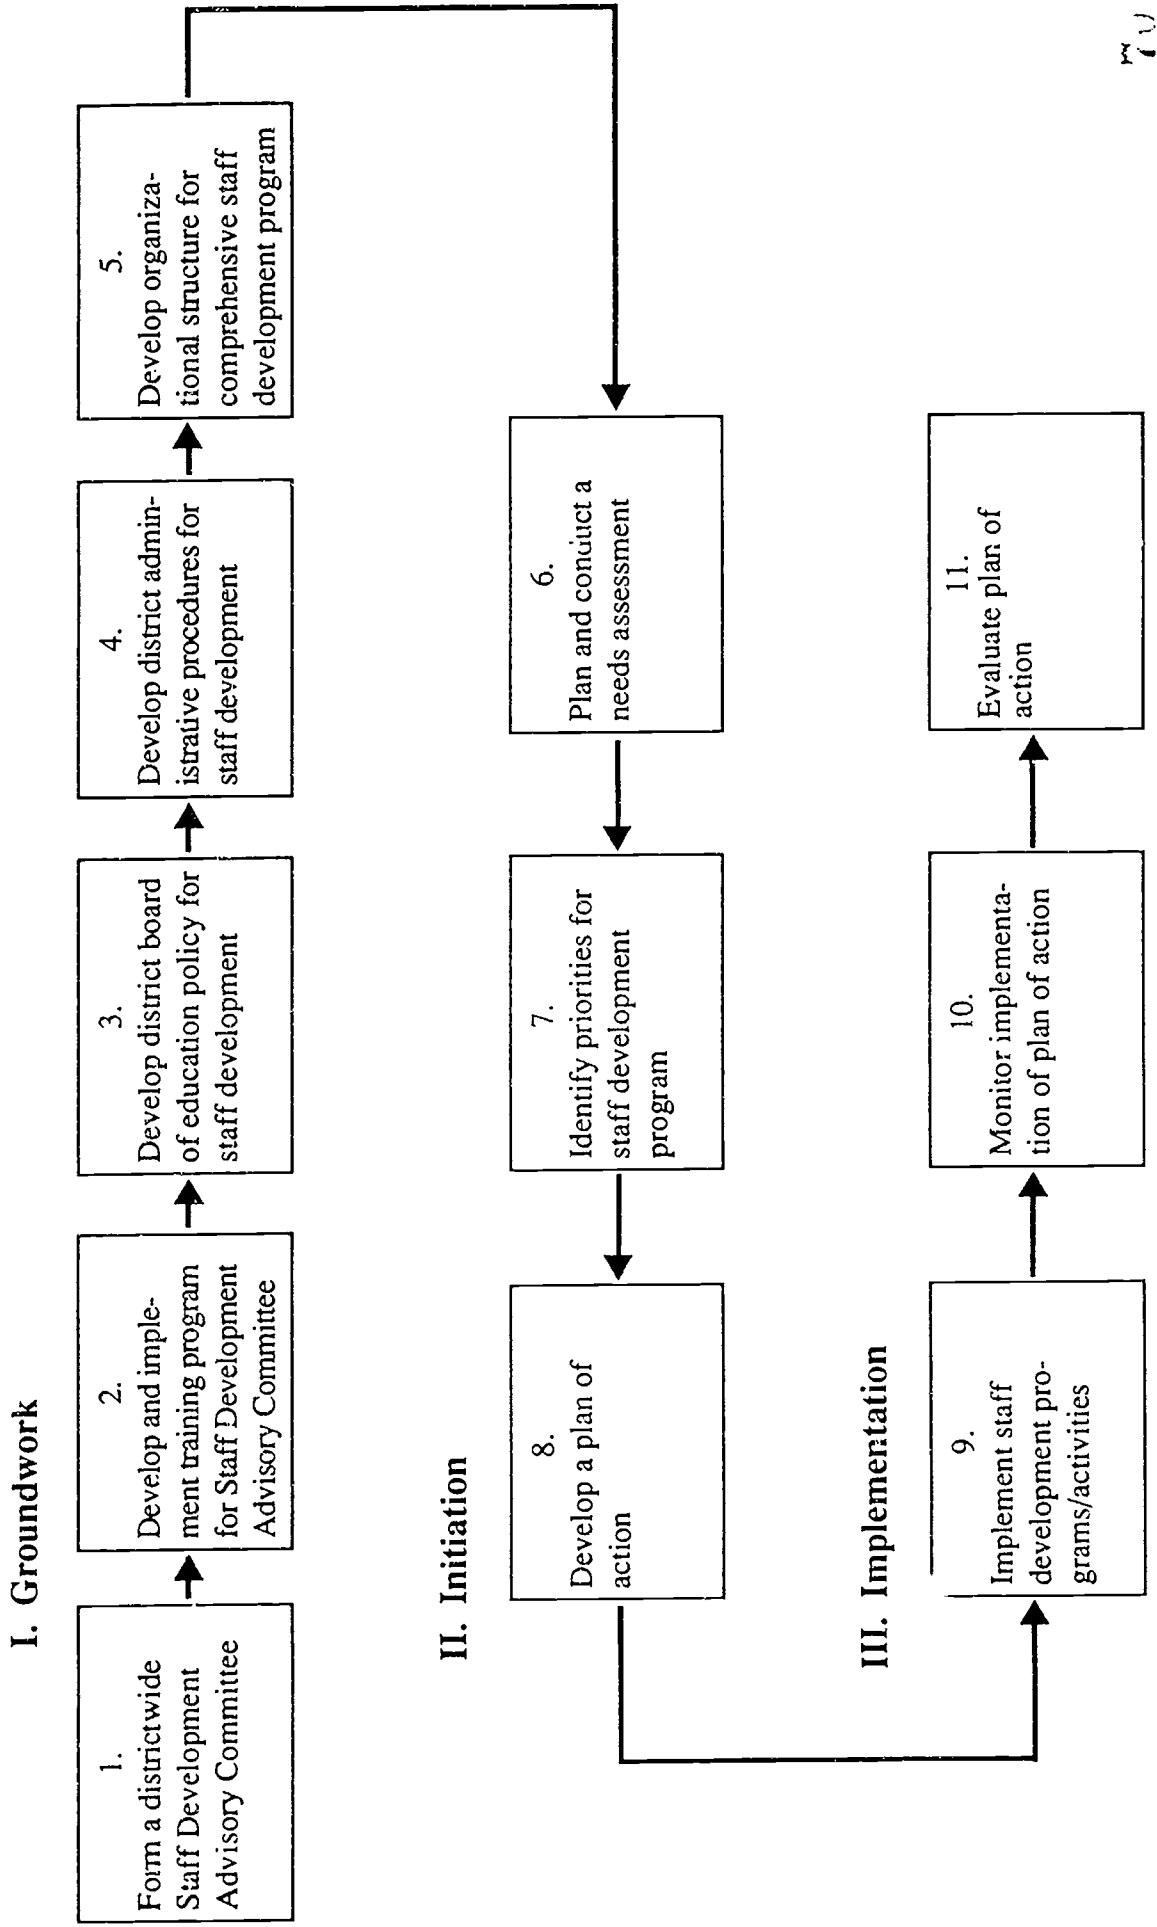 I. Groundwork
1.
Form a districtwide
Staff Development
Advisory Committee
2.
Develop and imple-
ment training program
for Staff Development
Advisory Committee
3.
Develop district board
of education policy for
staff development
4.
Develop district admin-
istrative procedures for
staff development
5.
Develop organiza-
tional structure for
comprehensive staff
development program
II. Initiation
6.
Plan and conduct a
needs assessment
7.
Identify priorities for
staff development
program
8.
Develop a plan of
action
III. Implementation
9.
Implement staff
development pro-
grams/activities
10.
Monitor implementa-
tion of plan of action
11.
Evaluate plan of
action